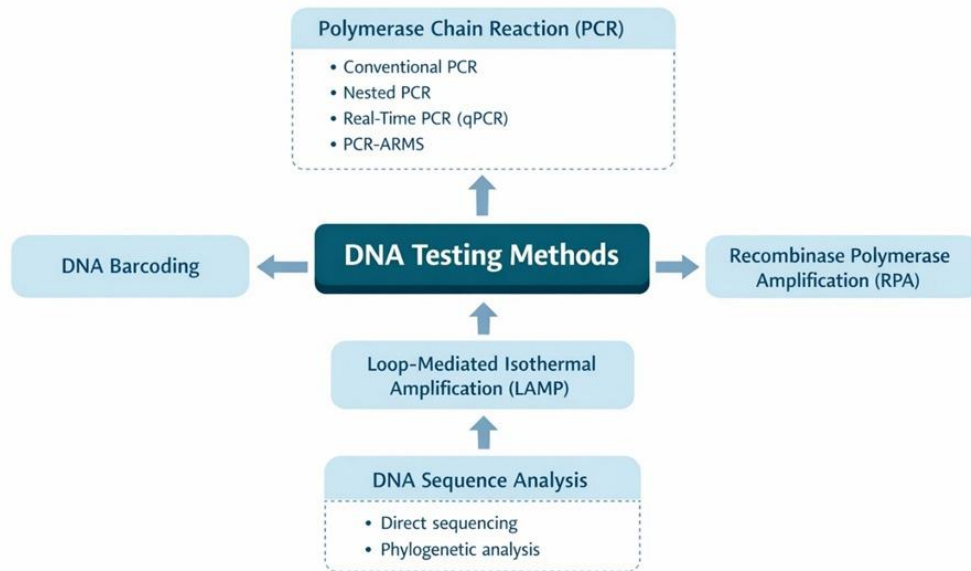 Polymerase Chain Reaction (PCR)
• Conventional PCR
• Nested PCR
• Real-Time PCR (qPCR)
• PCR-ARMS
DNA Barcoding
DNA Testing Methods
Recombinase Polymerase
Amplification (RPA)
Loop-Mediated Isothermal
Amplification (LAMP)
DNA Sequence Analysis
• Direct sequencing
• Phylogenetic analysis